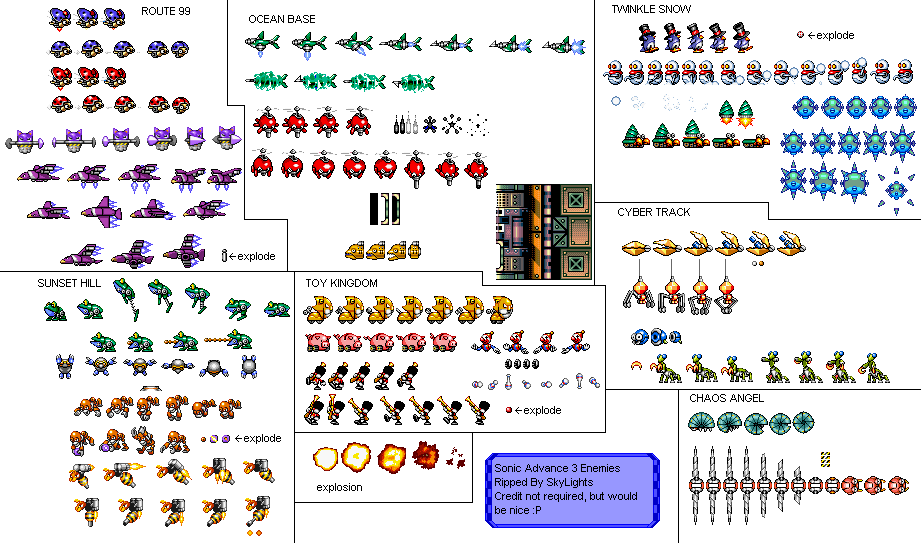 ROUTE 99
OCEAN BASE
TWINKLE SNOW
←explode
←explode
CYBER TRACK
SUNSET HILL
TOY KINGDOM
←explode
←explode
CHAOS ANGEL
explosion
Sonic Advance 3 Enemies
Ripped By SkyLights
Credit not required, but would
be nice :P